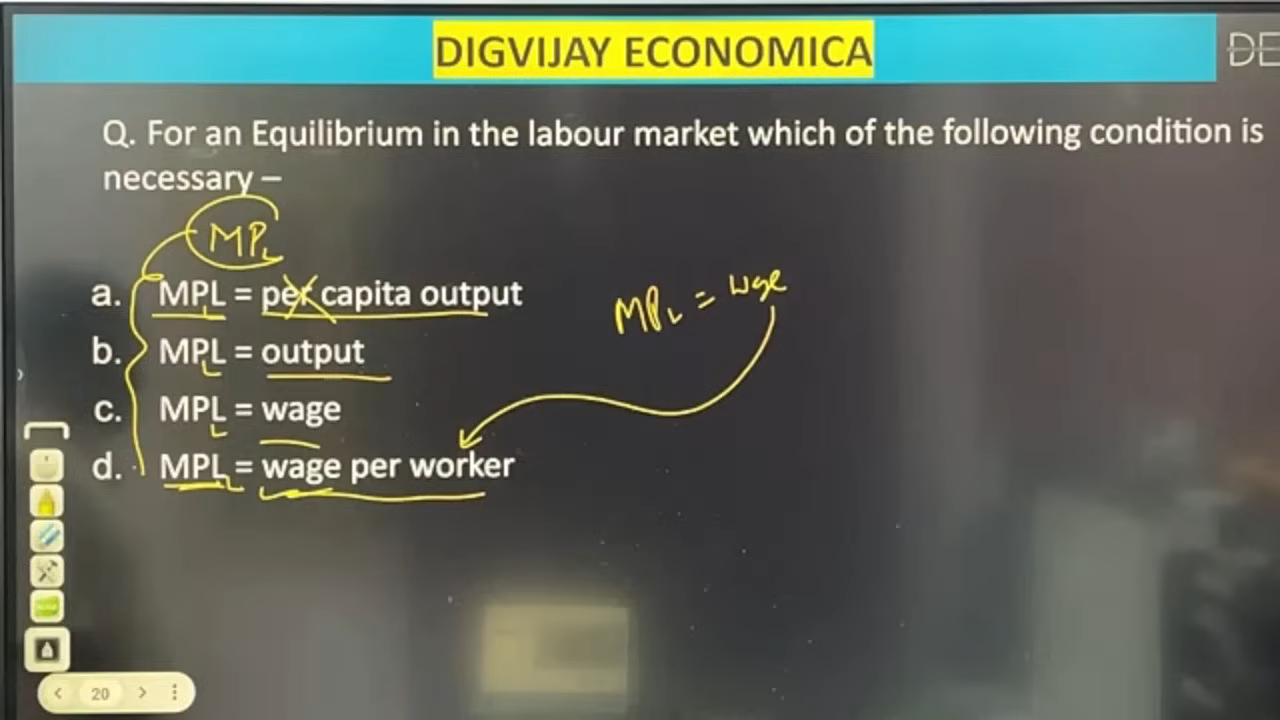 DIGVIJAY ECONOMICA
DE
Q. For an Equilibrium in the labour market which of the following condition is
necessary –
MPL
a. MPL = per capita output
MPL = wage
b. MPL = output
c. MPL = wage
d. MPL = wage per worker
20